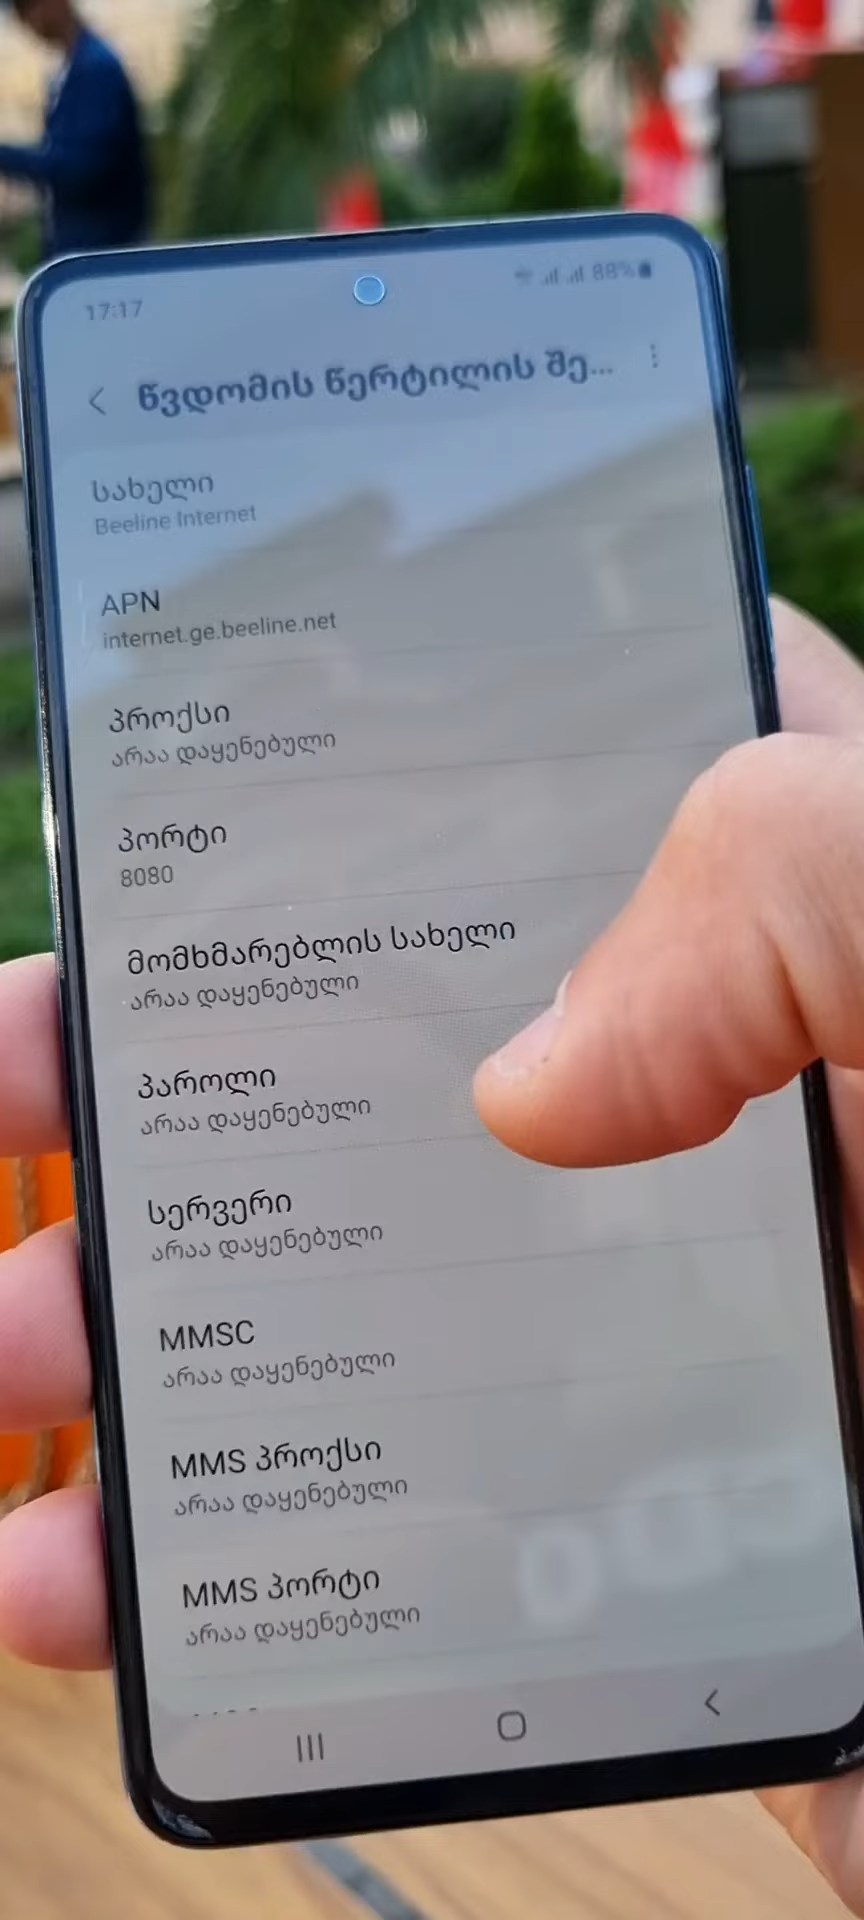 17:17
88%
წვდომის წერტილის შე...
სახელი
Beeline Internet
APN
internet.ge.beeline.net
პროქსი
არაა დაყენებული
პორტი
8080
მომხმარებლის სახელი
არაა დაყენებული
პაროლი
არაა დაყენებული
სერვერი
არაა დაყენებული
MMSC
არაა დაყენებული
MMS პროქსი
არაა დაყენებული
MMS პორტი
არაა დაყენებული